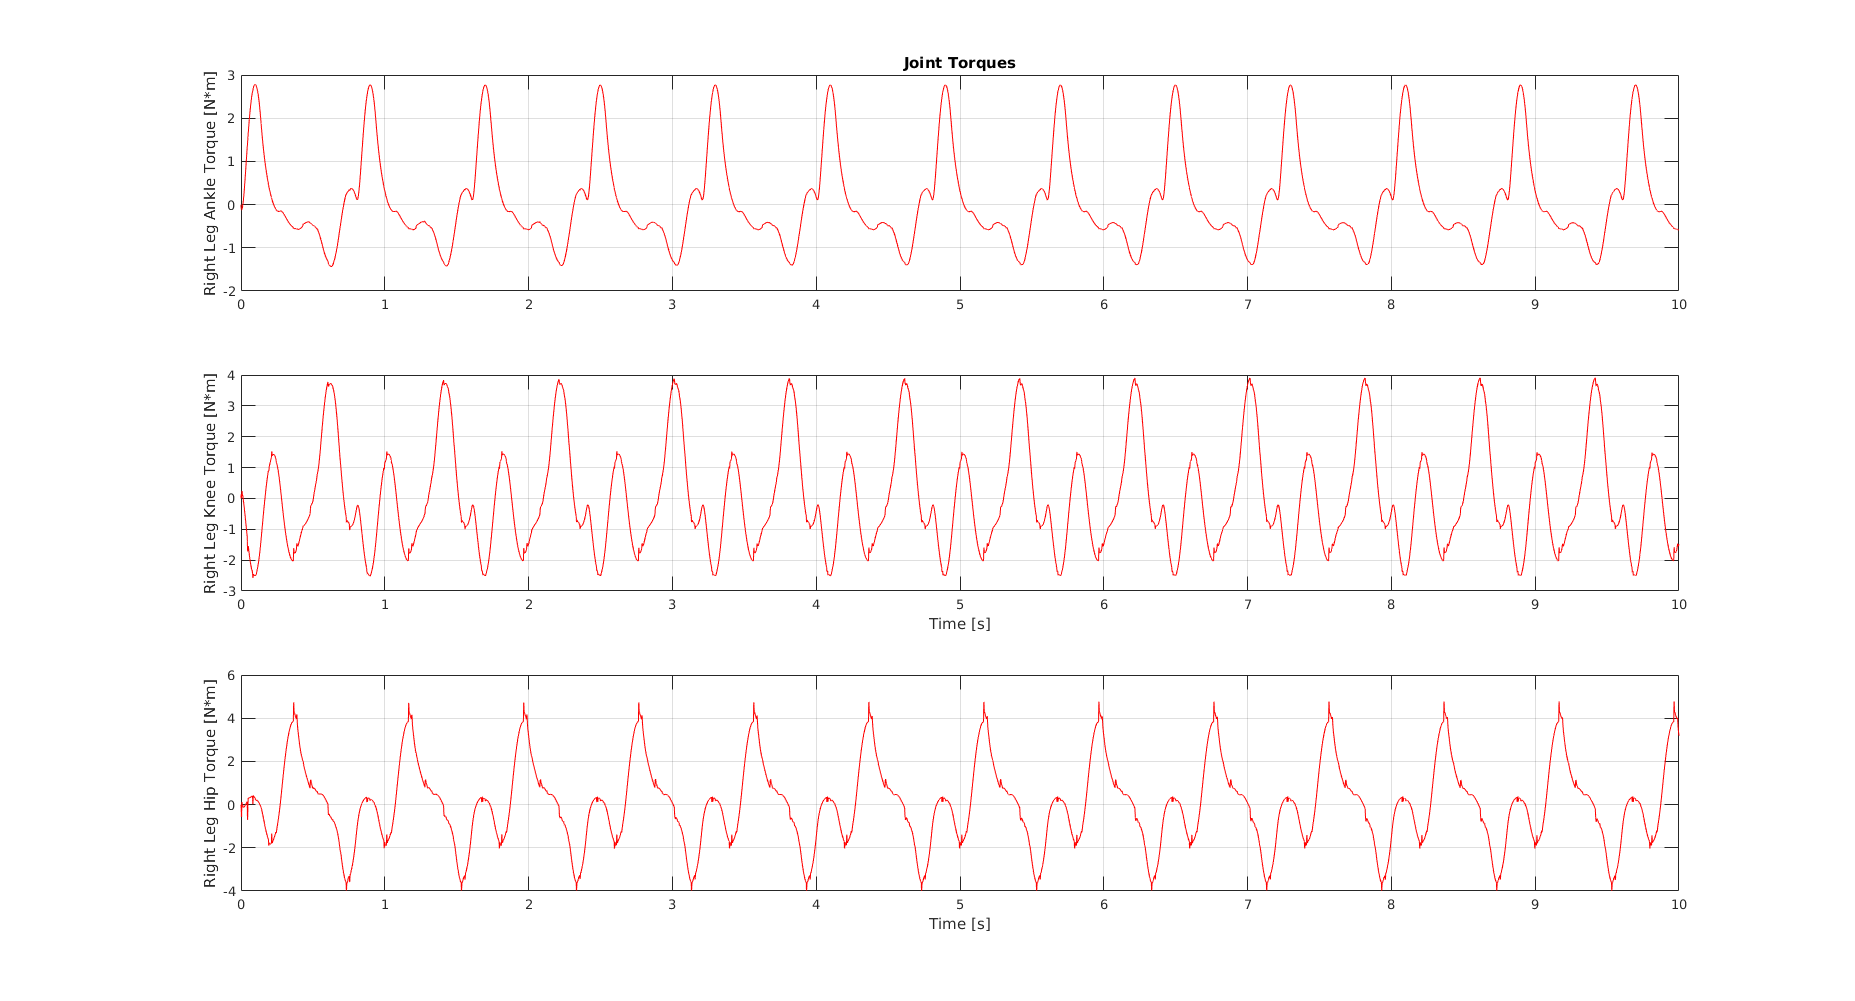 Joint Torques
Right Leg Ankle Torque [N*m]
3
2
1
0
-1
-2
0 1 2 3 4 5 6 7 8 9 10
Right Leg Knee Torque [N*m]
4
3
2
1
0
-1
-2
-3
0 1 2 3 4 5 6 7 8 9 10
Time [s]
Right Leg Hip Torque [N*m]
6
4
2
0
-2
-4
0 1 2 3 4 5 6 7 8 9 10
Time [s]